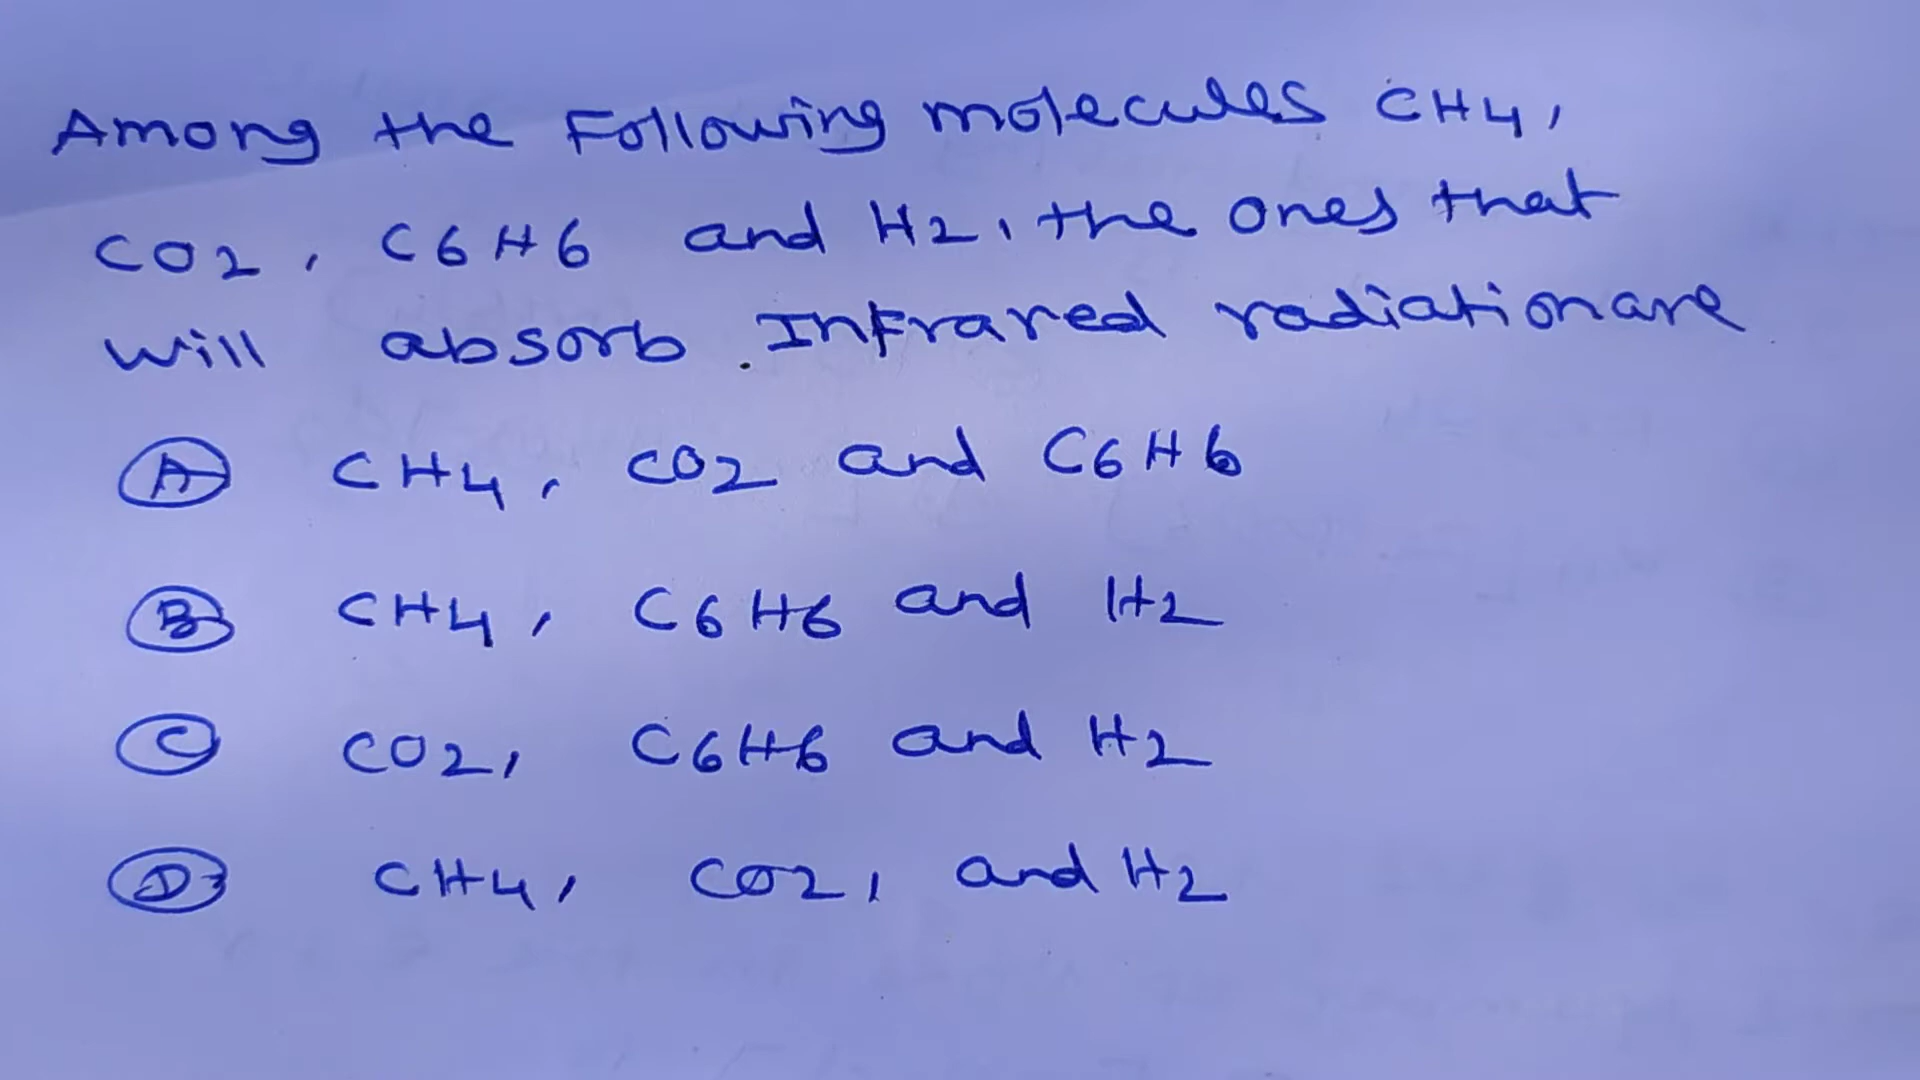 Among the Following molecules CH4,
CO2, C6H6 and H2, the ones that
will absorb Infrared radiation are
(A) CH4, CO2 and C6H6
(B) CH4, C6H6 and H2
(C) CO2, C6H6 and H2
(D) CH4, CO2, and H2